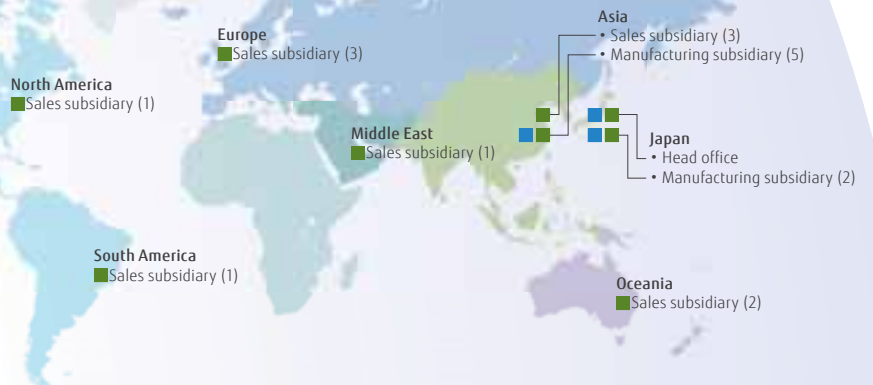 Asia
• Sales subsidiary (3)
• Manufacturing subsidiary (5)
Europe
Sales subsidiary (3)
North America
Sales subsidiary (1)
Middle East
Sales subsidiary (1)
Japan
• Head office
• Manufacturing subsidiary (2)
South America
Sales subsidiary (1)
Oceania
Sales subsidiary (2)